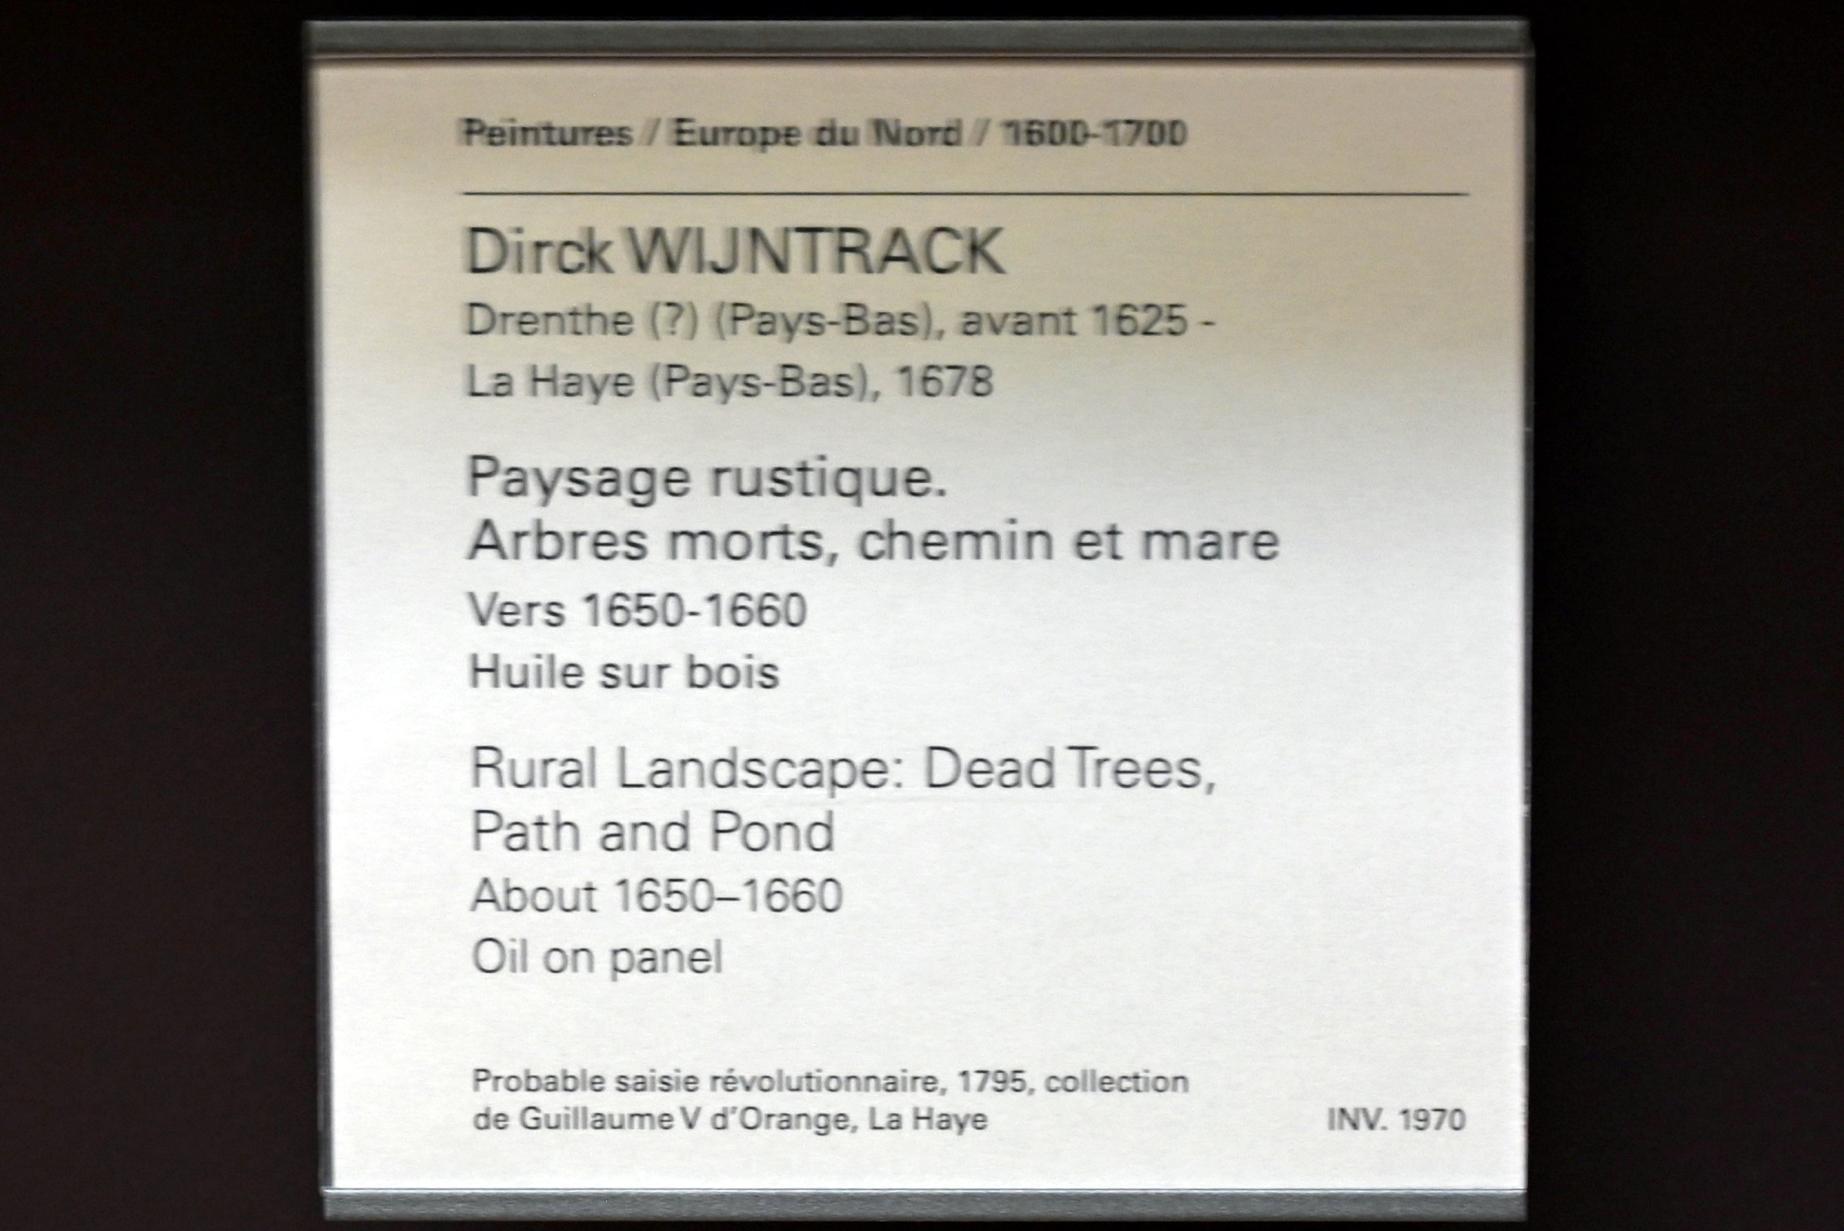 Peintures / Europe du Nord / 1600-1700
Dirck WIJNTRACK
Drenthe (?) (Pays-Bas), avant 1625 -
La Haye (Pays-Bas), 1678
Paysage rustique.
Arbres morts, chemin et mare
Vers 1650-1660
Huile sur bois
Rural Landscape: Dead Trees,
Path and Pond
About 1650–1660
Oil on panel
Probable saisie révolutionnaire, 1795, collection
de Guillaume V d'Orange, La Haye INV. 1970